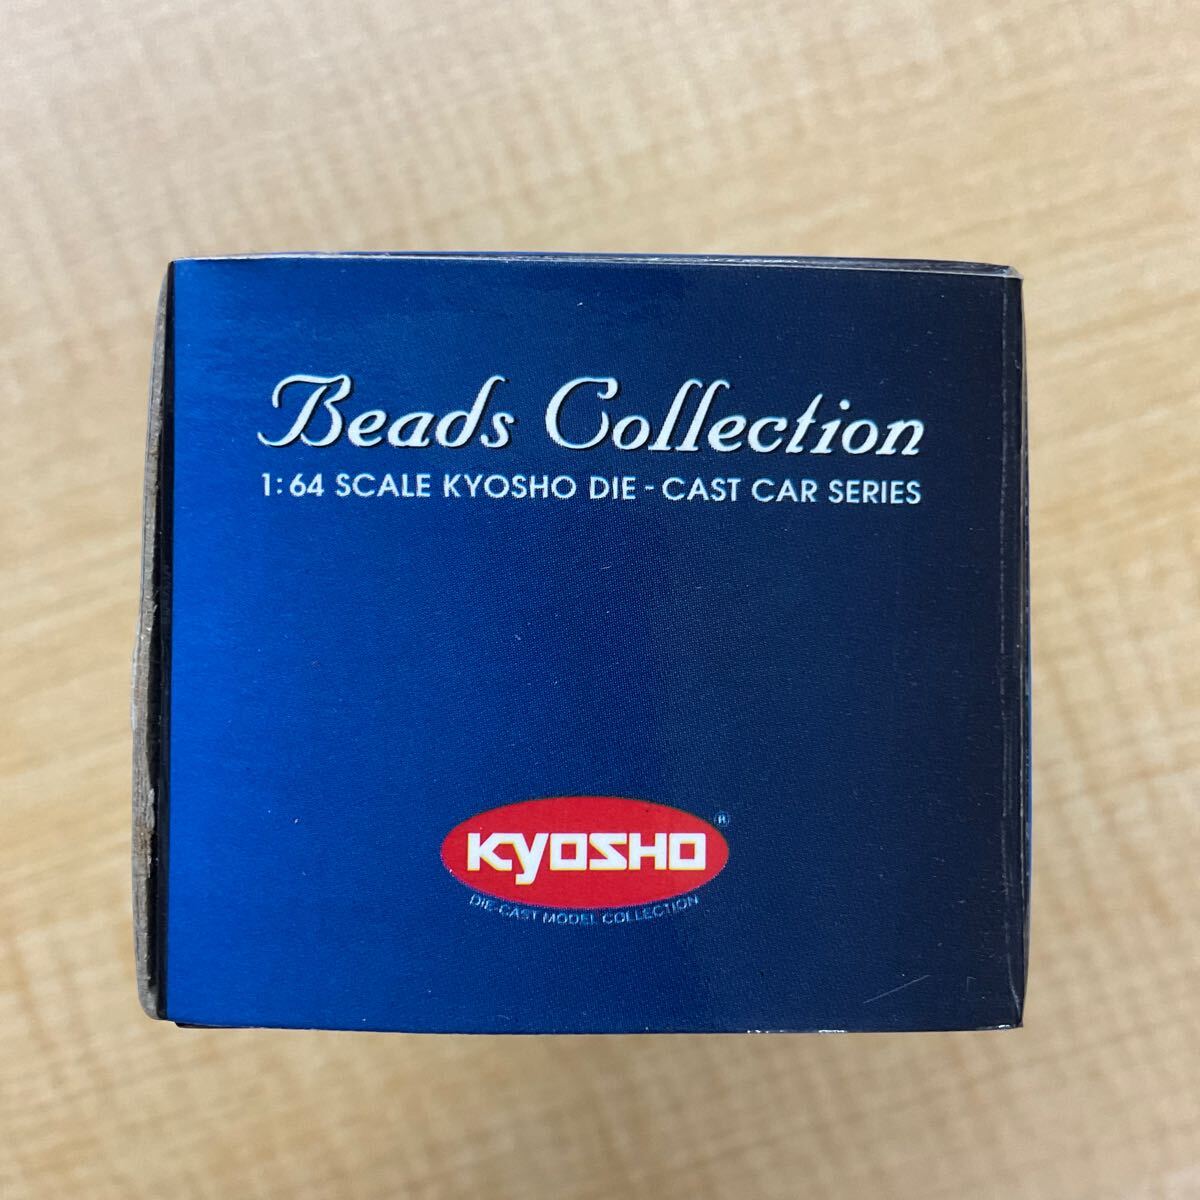 Beads Collection
1:64 SCALE KYOSHO DIE-CAST CAR SERIES
KYOSHO ®
DIE-CAST MODEL COLLECTION